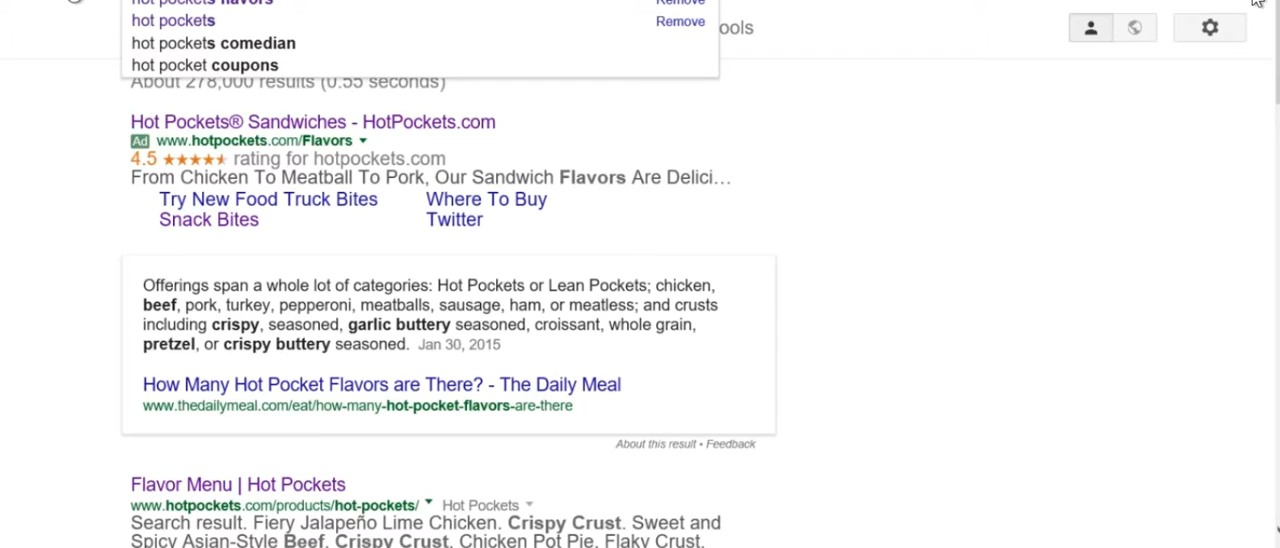 hot pockets flavors Remove
hot pockets Remove
hot pockets comedian
hot pocket coupons
ools
About 278,000 results (0.55 seconds)
Hot Pockets® Sandwiches - HotPockets.com
Ad www.hotpockets.com/Flavors
4.5 ★★★★★ rating for hotpockets.com
From Chicken To Meatball To Pork, Our Sandwich Flavors Are Delici...
Try New Food Truck Bites Where To Buy
Snack Bites Twitter
Offerings span a whole lot of categories: Hot Pockets or Lean Pockets; chicken,
beef, pork, turkey, pepperoni, meatballs, sausage, ham, or meatless; and crusts
including crispy, seasoned, garlic buttery seasoned, croissant, whole grain,
pretzel, or crispy buttery seasoned. Jan 30, 2015
How Many Hot Pocket Flavors are There? - The Daily Meal
www.thedailymeal.com/eat/how-many-hot-pocket-flavors-are-there
About this result • Feedback
Flavor Menu | Hot Pockets
www.hotpockets.com/products/hot-pockets/ Hot Pockets
Search result. Fiery Jalapeño Lime Chicken. Crispy Crust. Sweet and
Spicy Asian-Style Beef. Crispy Crust. Chicken Pot Pie. Flaky Crust.